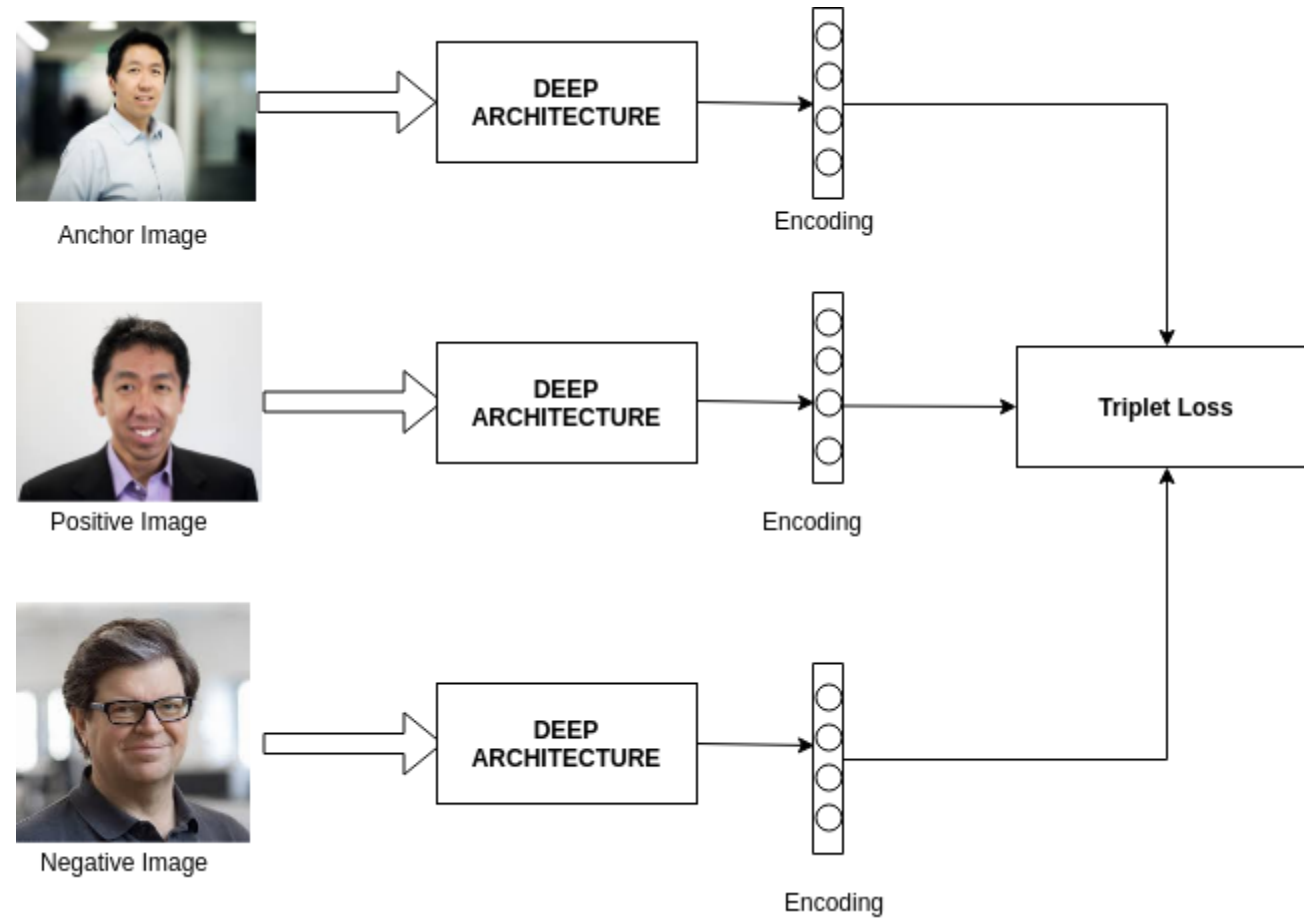 DEEP
ARCHITECTURE
Encoding
Anchor Image
DEEP
ARCHITECTURE
Triplet Loss
Positive Image
Encoding
DEEP
ARCHITECTURE
Negative Image
Encoding